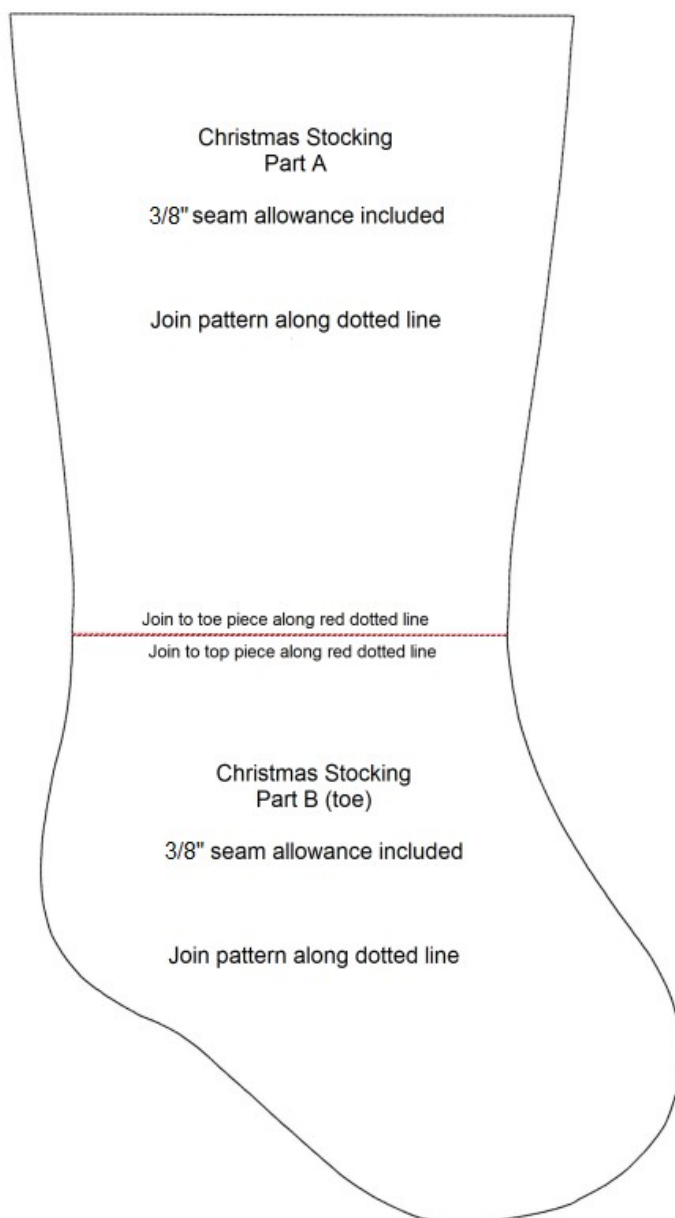 Christmas Stocking
Part A
3/8" seam allowance included
Join pattern along dotted line
Join to toe piece along red dotted line
Join to top piece along red dotted line
Christmas Stocking
Part B (toe)
3/8" seam allowance included
Join pattern along dotted line